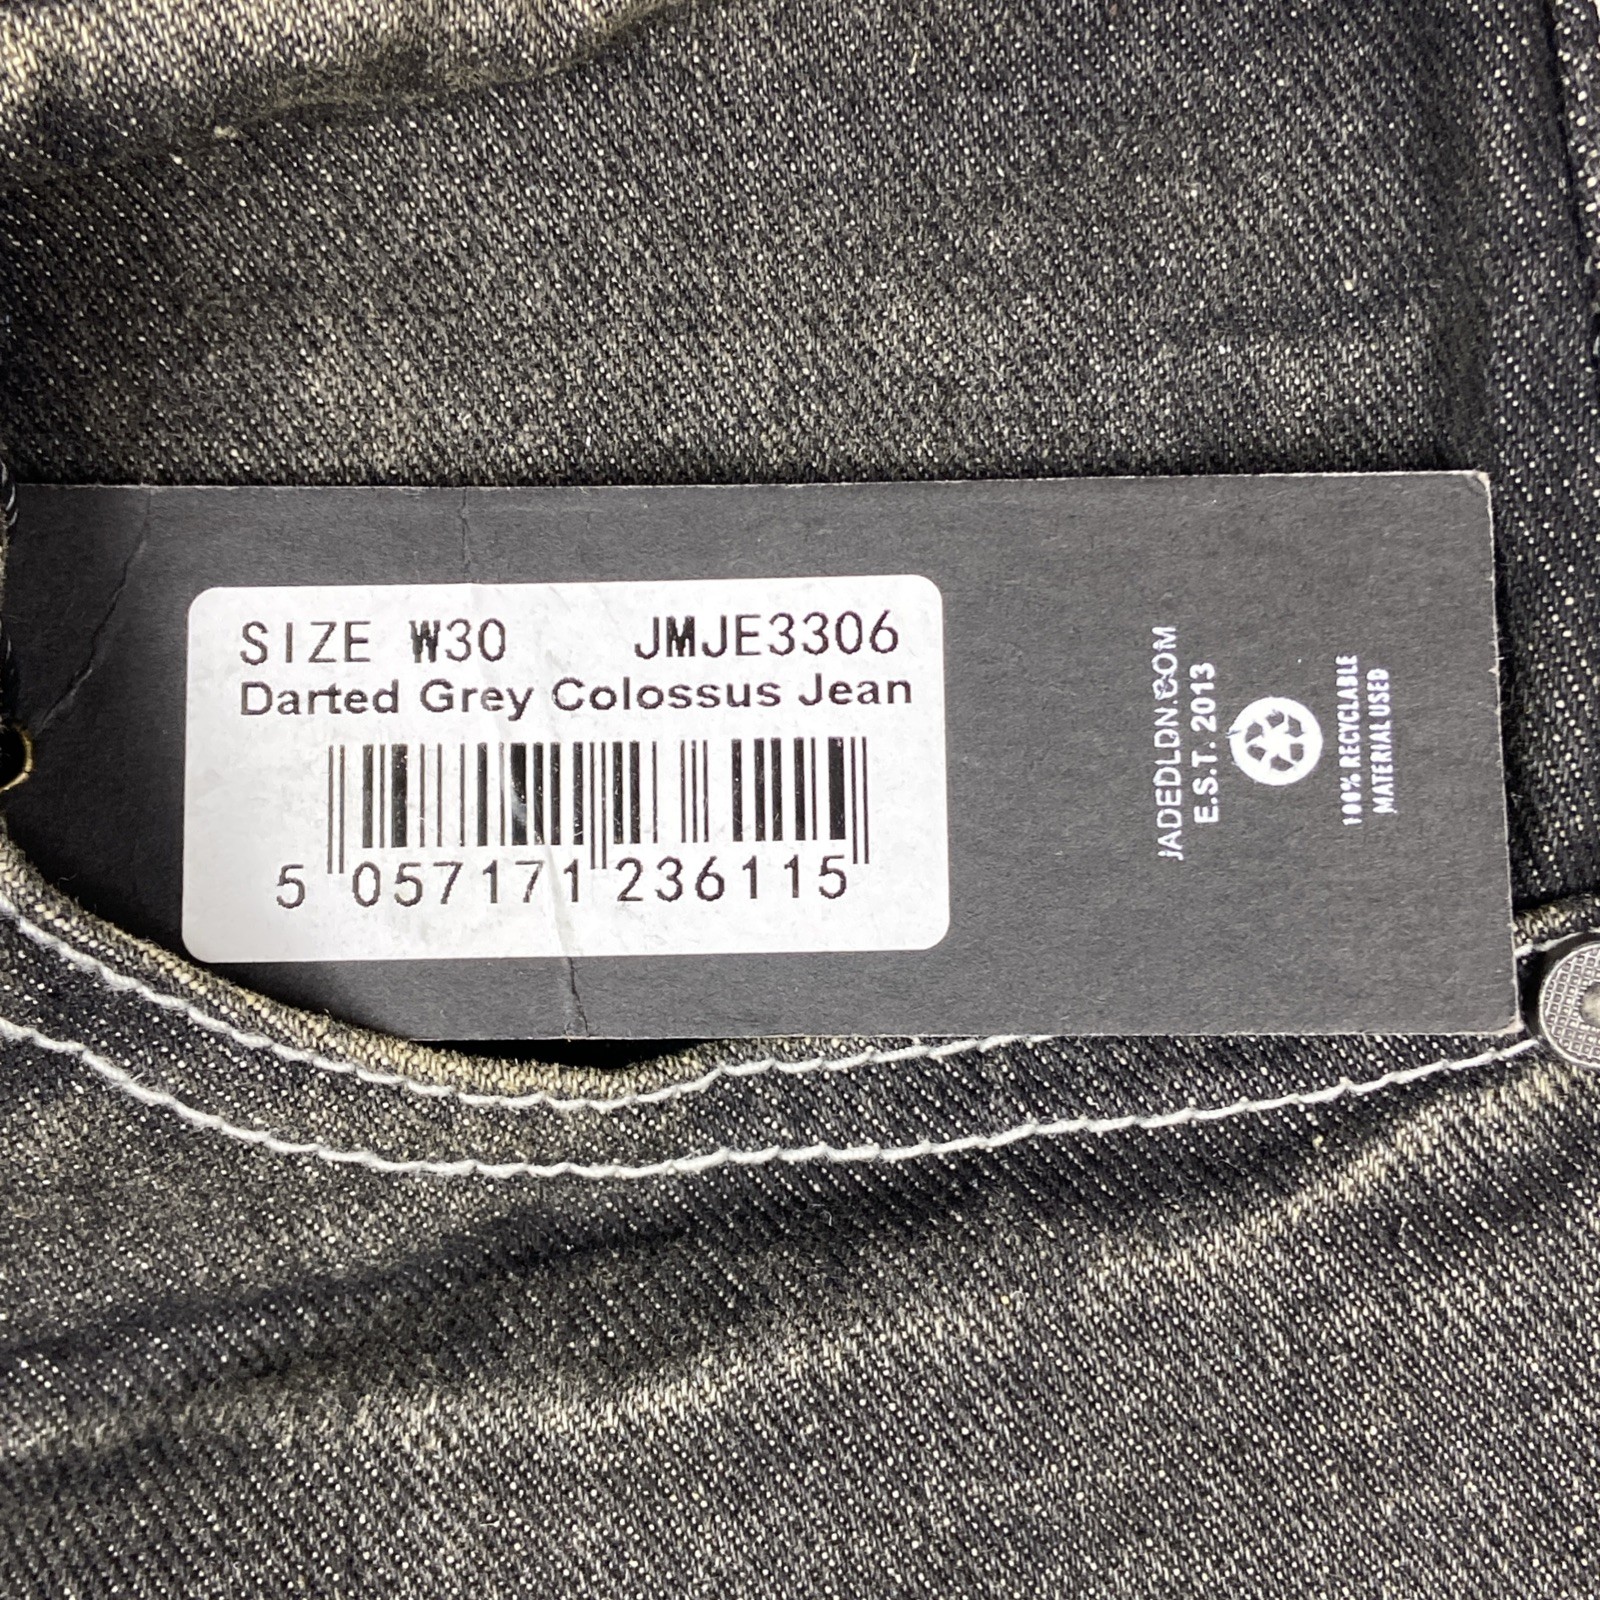 SIZE W30 JMJE3306
Darted Grey Colossus Jean
5 057171 236115
JADEDLDN.COM
E.S.T. 2013
100% RECYCLABLE
MATERIAL USED